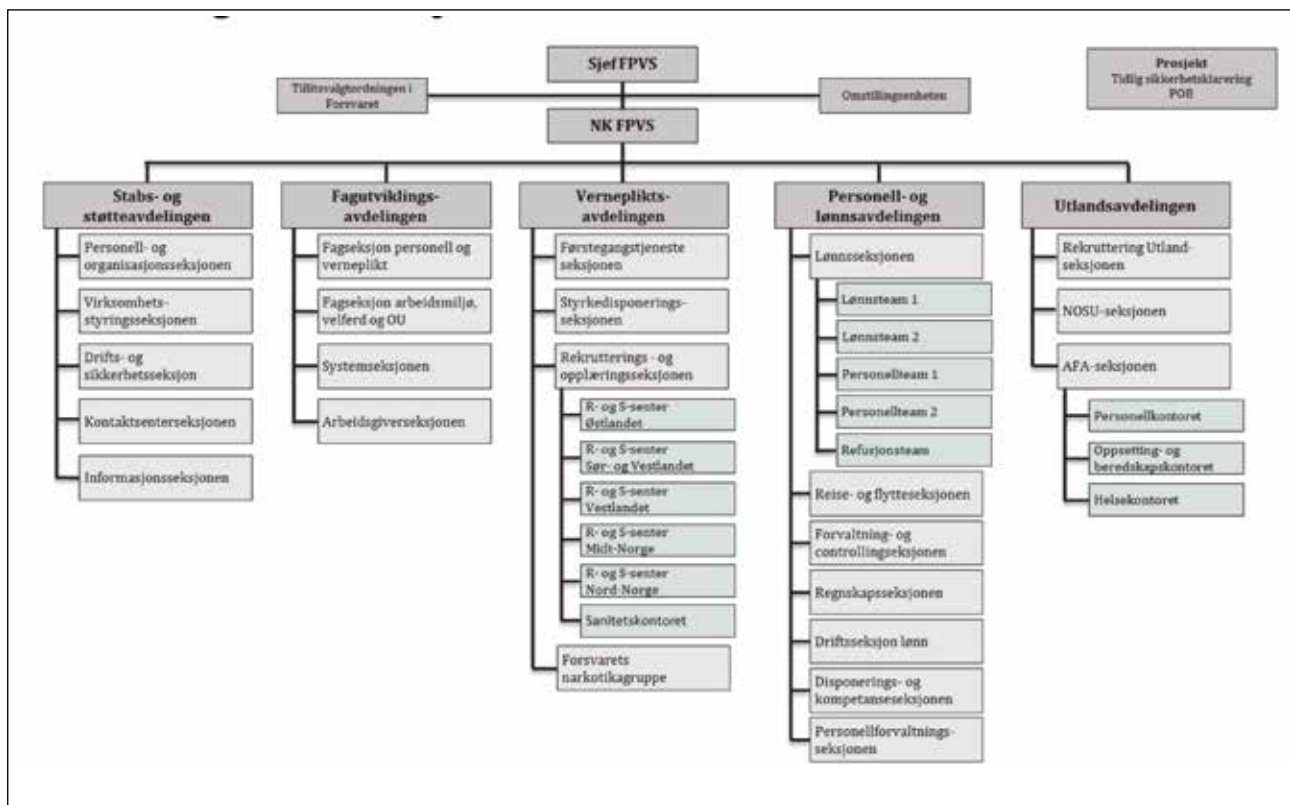 Sjef FPVS
Tillitsvalgtordningen i
Forsvaret
Omstillingsenheten
Prosjekt
Tidlig sikkerhetsklarering
POB
NK FPVS
Stabs- og
støtteavdelingen
Personell- og
organisasjonsseksjonen
Virksomhets-
styringsseksjonen
Drifts- og
sikkerhetsseksjon
Kontaktsenterseksjonen
Informasjonsseksjonen
Fagutviklings-
avdelingen
Fagseksjon personell og
verneplikt
Fagseksjon arbeidsmiljø,
velferd og OU
Systemseksjonen
Arbeidsgiverseksjonen
Vernepliks-
avdelingen
Førstegangstjeneste
seksjonen
Styrkedisponerings-
seksjonen
Rekrutterings - og
opplæringsseksjonen
R- og S-senter
Østlandet
R- og S-senter
Sør- og Vestlandet
R- og S-senter
Vestlandet
R- og S-senter
Midt-Norge
R- og S-senter
Nord-Norge
Sanitetskontoret
Forsvarets
narkotikagruppe
Personell- og
lønnsavdelingen
Lønnsseksjonen
Lønnsteam 1
Lønnsteam 2
Personellteam 1
Personellteam 2
Refusjonsteam
Reise- og flytteseksjonen
Forvaltning- og
controllingseksjonen
Regnskapsseksjonen
Driftsseksjon lønn
Disponerings- og
kompetanseseksjonen
Personellforvaltnings-
seksjonen
Utlandsavdelingen
Rekruttering Utland-
seksjonen
NOSU-seksjonen
AFA-seksjonen
Personellkontoret
Oppsetting- og
beredskapskontoret
Helsekontoret